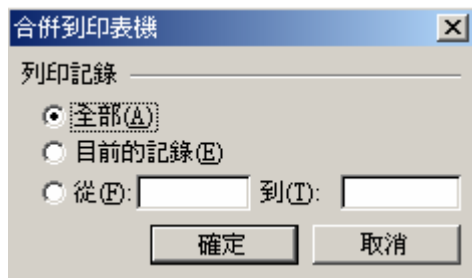 合併到印表機
列印記錄
全部(A)
目前的記錄(E)
從(F): 到(T):
確定 取消